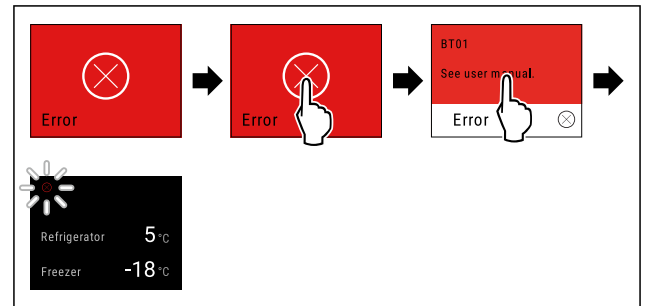 Error
Error
BT01
See user manual.
Error
Refrigerator 5 °C
Freezer -18 °C